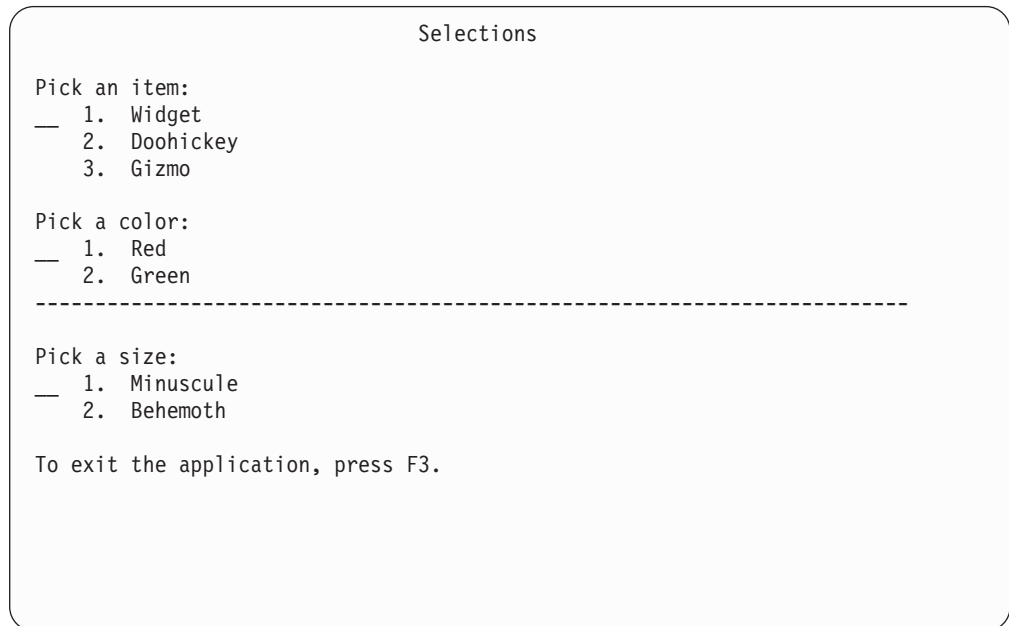 Selections
Pick an item:
__ 1. Widget
2. Doohickey
3. Gizmo
Pick a color:
__ 1. Red
2. Green
-------------------------------------------------------------------------
Pick a size:
__ 1. Minuscule
2. Behemoth
To exit the application, press F3.